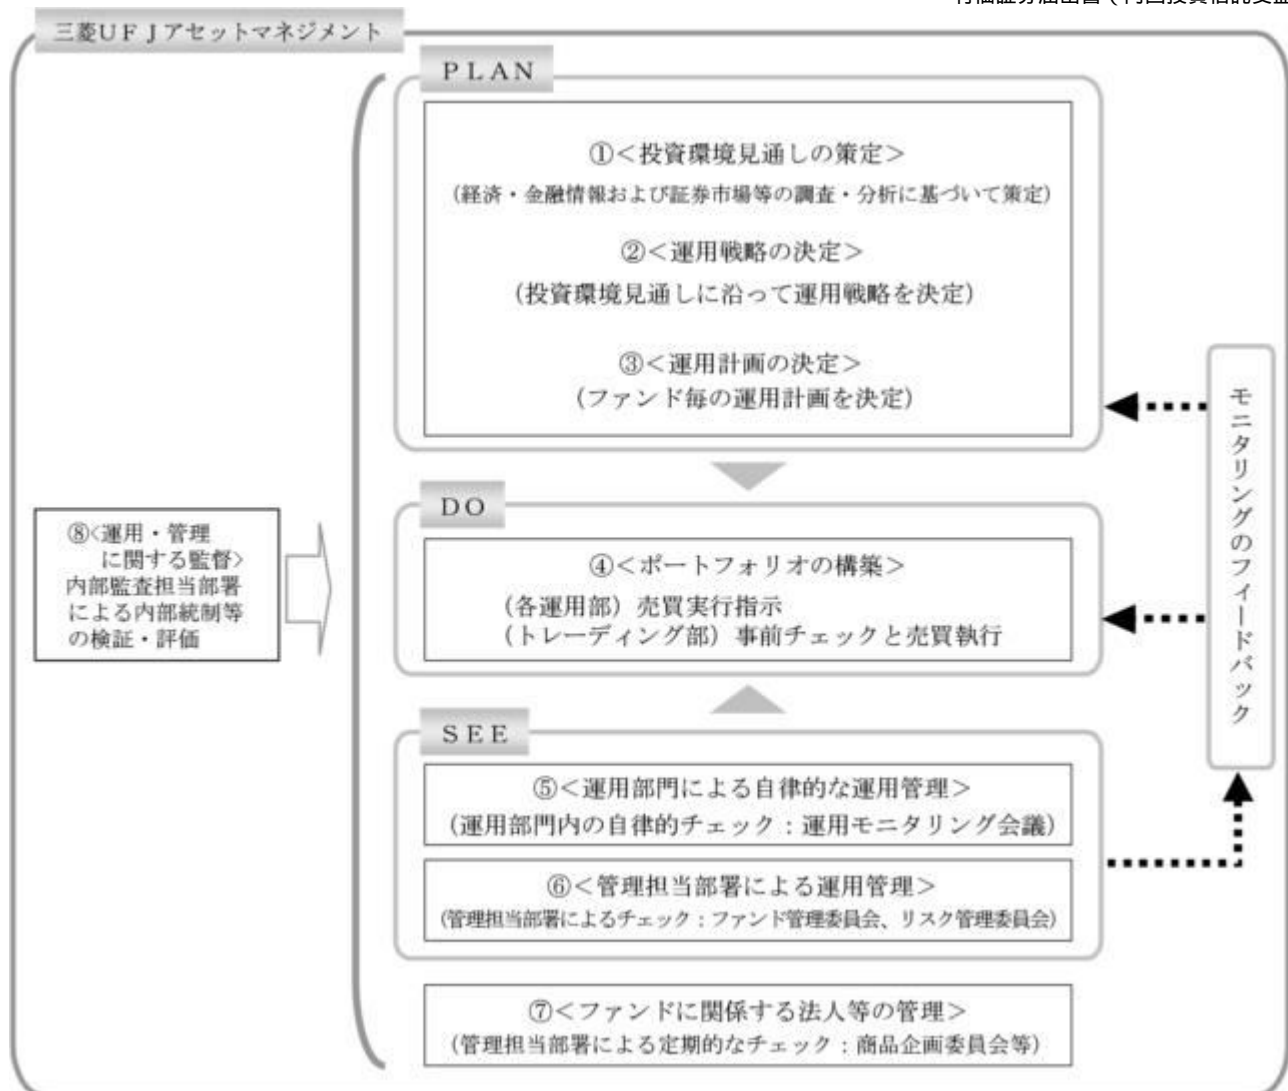 三菱UFJアセットマネジメント
PLAN
①<投資環境見通しの策定>
(経済・金融情報および証券市場等の調査・分析に基づいて策定)
②<運用戦略の決定>
(投資環境見通しに沿って運用戦略を決定)
③<運用計画の決定>
(ファンド毎の運用計画を決定)
DO
④<ポートフォリオの構築>
(各運用部)売買実行指示
(トレーディング部)事前チェックと売買執行
SEE
⑤<運用部門による自律的な運用管理>
(運用部門内の自律的チェック:運用モニタリング会議)
⑥<管理担当部署による運用管理>
(管理担当部署によるチェック:ファンド管理委員会、リスク管理委員会)
⑦<ファンドに関係する法人等の管理>
(管理担当部署による定期的なチェック:商品企画委員会等)
⑧<運用・管理
に関する監督>
内部監査担当部署
による内部統制等
の検証・評価
モニタリングのフィードバック